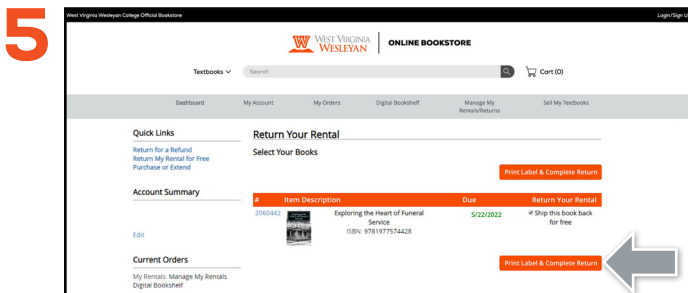 5
West Virginia Wesleyan College Official Bookstore
Login/Sign U
WEST VIRGINIA
WESLEYAN
ONLINE BOOKSTORE
Textbooks
Search
Cart (0)
Dashboard
My Account
My Orders
Digital Bookshelf
Manage My
Rentals/Returns
Sell My Textbooks
Quick Links
Return for a Refund
Return My Rental for Free
Purchase or Extend
Account Summary
Edit
Current Orders
My Rentals: Manage My Rentals
Digital Bookshelf
Return Your Rental
Select Your Books
Print Label & Complete Return
# Item Description Due Return Your Rental
2060442 Exploring the Heart of Funeral 5/22/2022 Ship this book back
Service for free
ISBN: 9781977574428
Print Label & Complete Return